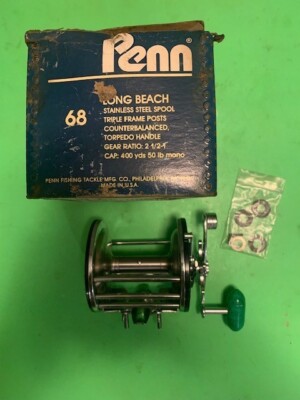 Penn
68
LONG BEACH
STAINLESS STEEL SPOOL
TRIPLE FRAME POSTS
COUNTERBALANCED,
TORPEDO HANDLE
GEAR RATIO: 2 1/2-1
CAP: 400 yds 50 lb mono
PENN FISHING TACKLE MFG. CO., PHILADELPHIA,
MADE IN U.S.A.